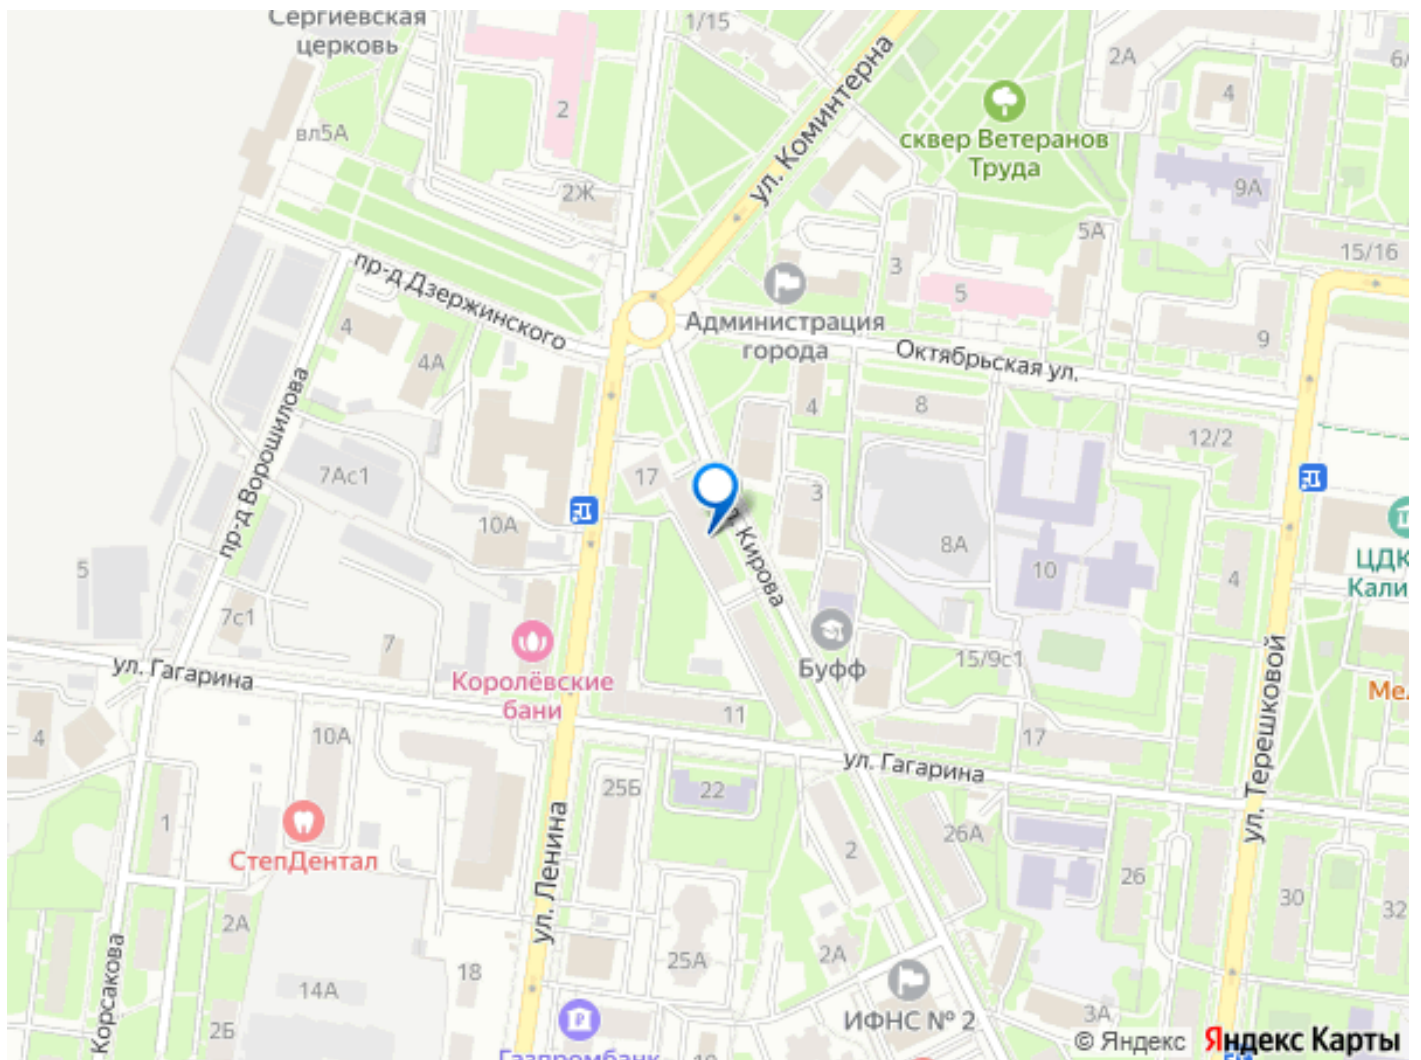 Сергиевская
церковь
1/15
ул. Коминтерна
2А
6/
4
2
вл5А
сквер Ветеранов
Труда
9А
2Ж
5А
15/16
3
5
пр-д Дзержинского
Администрация
города
4
4А
Октябрьская ул.
9
4
8
12/2
пр-д Ворошилова
7Ас1
17
3
10А
8А
10
4
ЦДК
Кали
5
Кирова
7с1
7
Буфф
15/9с1
ул. Гагарина
Королёвские
бани
11
17
Ме
ул. Терешковой
4
10А
ул. Гагарина
25Б
22
1
СтепДентал
ул. Ленина
2
26А
26
30
32
2А
25А
2А
18
14А
Корсакова
2Б
ИФНС № 2
3А
Газпромбанк
10
© Яндекс Яндекс Карты